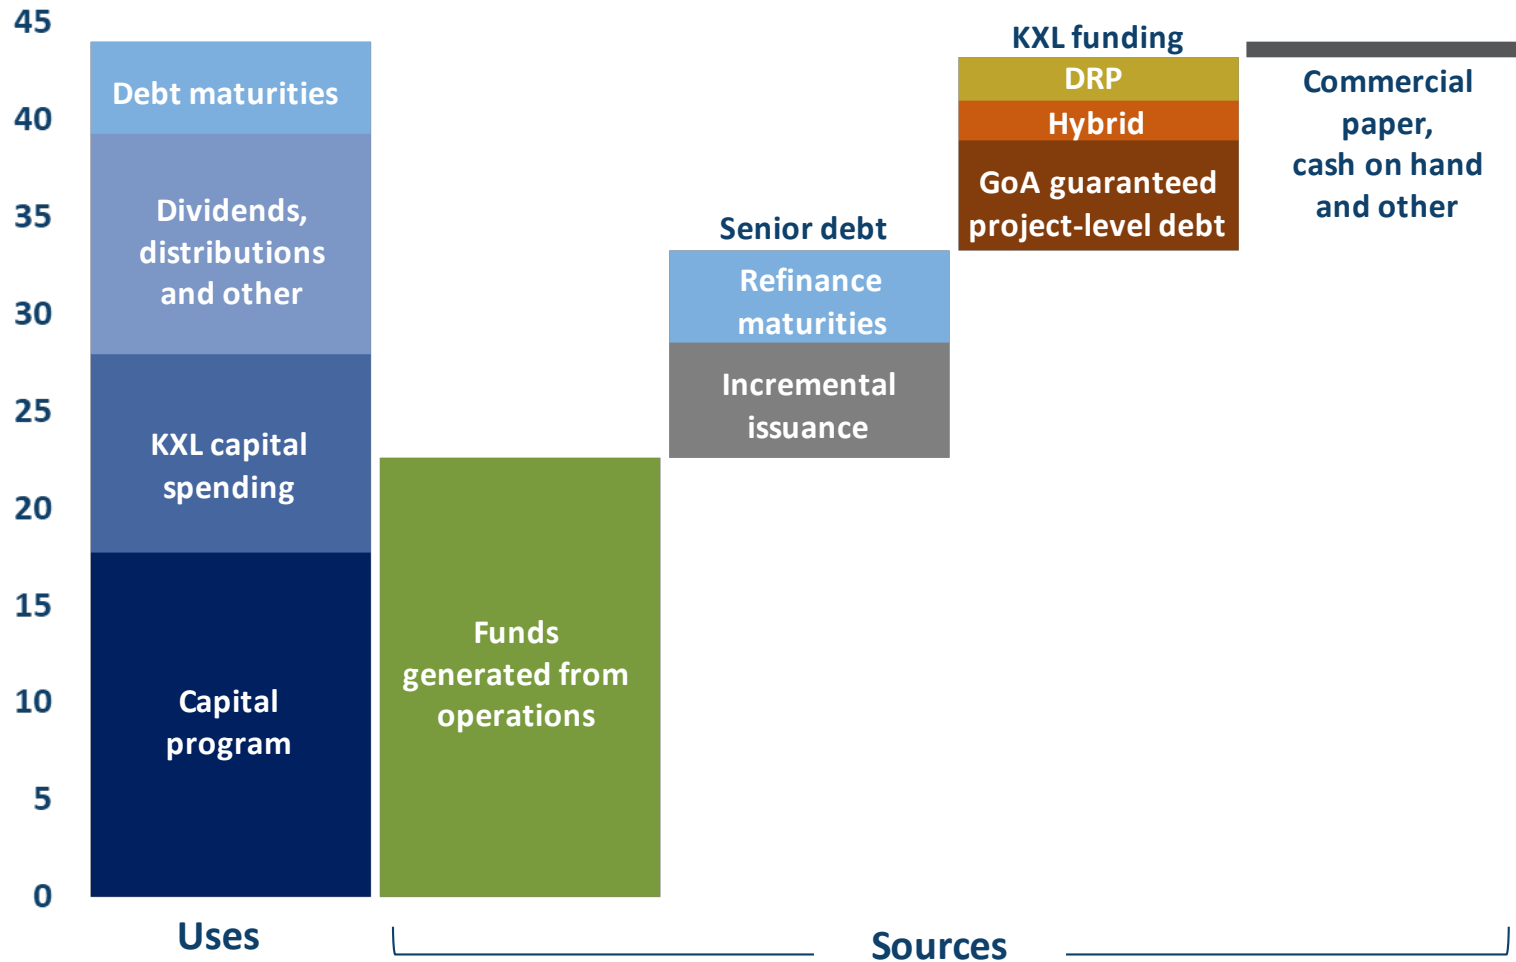 45
40
35
30
25
20
15
10
5
0
Debt maturities
Dividends,
distributions
and other
KXL capital
spending
Capital
program
Funds
generated from
operations
Senior debt
Refinance
maturities
Incremental
issuance
KXL funding
DRP
Hybrid
GoA guaranteed
project-level debt
Commercial
paper,
cash on hand
and other
Uses
Sources